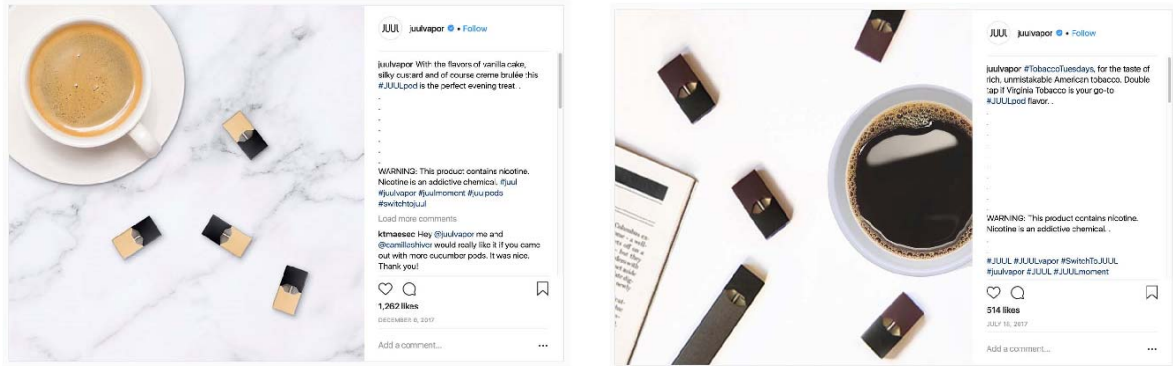 JUUL juulvapor • Follow
juulvapor With the flavors of vanilla cake,
silky custard and of course creme brulée this
#JUULpod is the perfect evening treat. .
.
.
.
.
.
.
WARNING: This product contains nicotine.
Nicotine is an addictive chemical. #juul
#juulvapor #juulmoment #juulpods
#switchtojuul
Load more comments
ktmaesec Hey @juulvapor me and
@camillashivor would really like it if you came
out with more cucumber pods. It was nice.
Thank you!
1,262 likes
DECEMBER 6, 2017
Add a comment...
JUUL juulvapor • Follow
juulvapor #TobaccoTuesdays, for the taste of
rich, unmistakable American tobacco. Double
tap if Virginia Tobacco is your go-to
#JUULpod flavor. .
.
.
.
.
.
.
WARNING: This product contains nicotine.
Nicotine is an addictive chemical. .
.
#JUUL #JUULvapor #SwitchToJUUL
#juulvapor #JUUL #JUULmoment
514 likes
Add a comment...